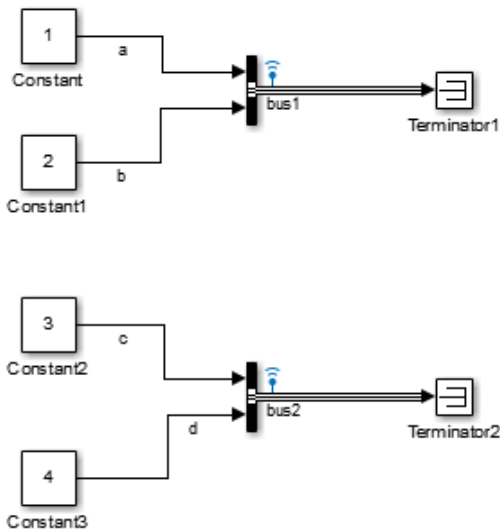 1
a
Constant
bus1
Terminator1
2
b
Constant1
3
c
Constant2
bus2
Terminator2
d
4
Constant3